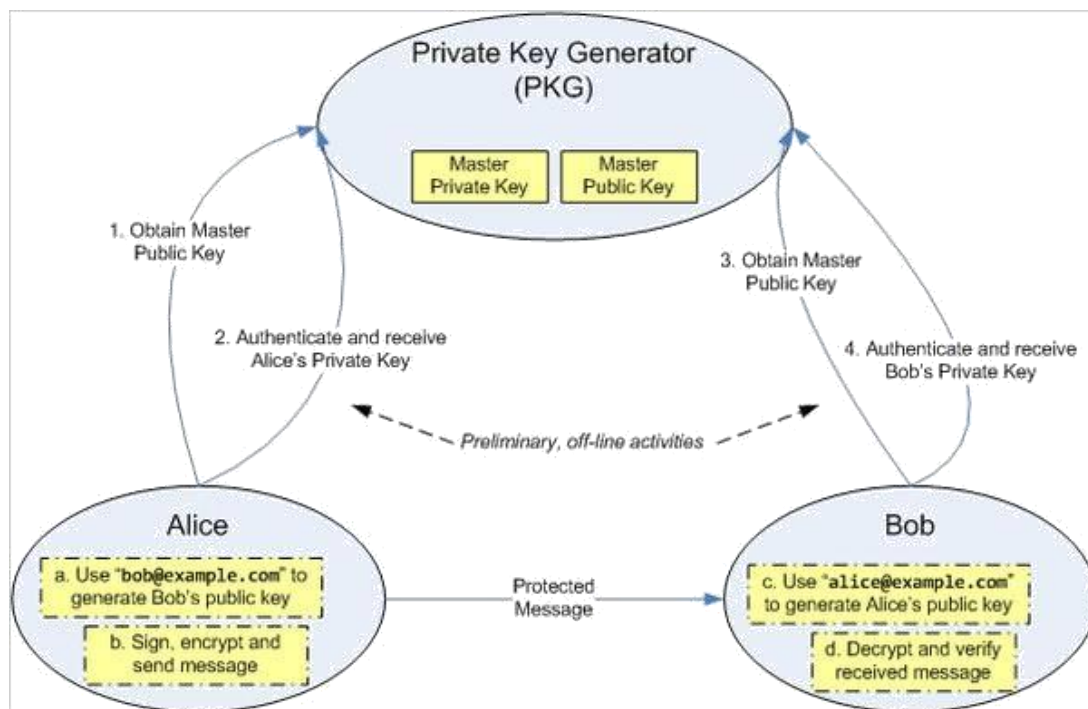 Private Key Generator
(PKG)
Master
Private Key
Master
Public Key
1. Obtain Master
Public Key
2. Authenticate and receive
Alice's Private Key
3. Obtain Master
Public Key
4. Authenticate and receive
Bob's Private Key
Preliminary, off-line activities
Alice
a. Use "bob@example.com" to
generate Bob's public key
b. Sign, encrypt and
send message
Protected
Message
Bob
c. Use "alice@example.com"
to generate Alice's public key
d. Decrypt and verify
received message